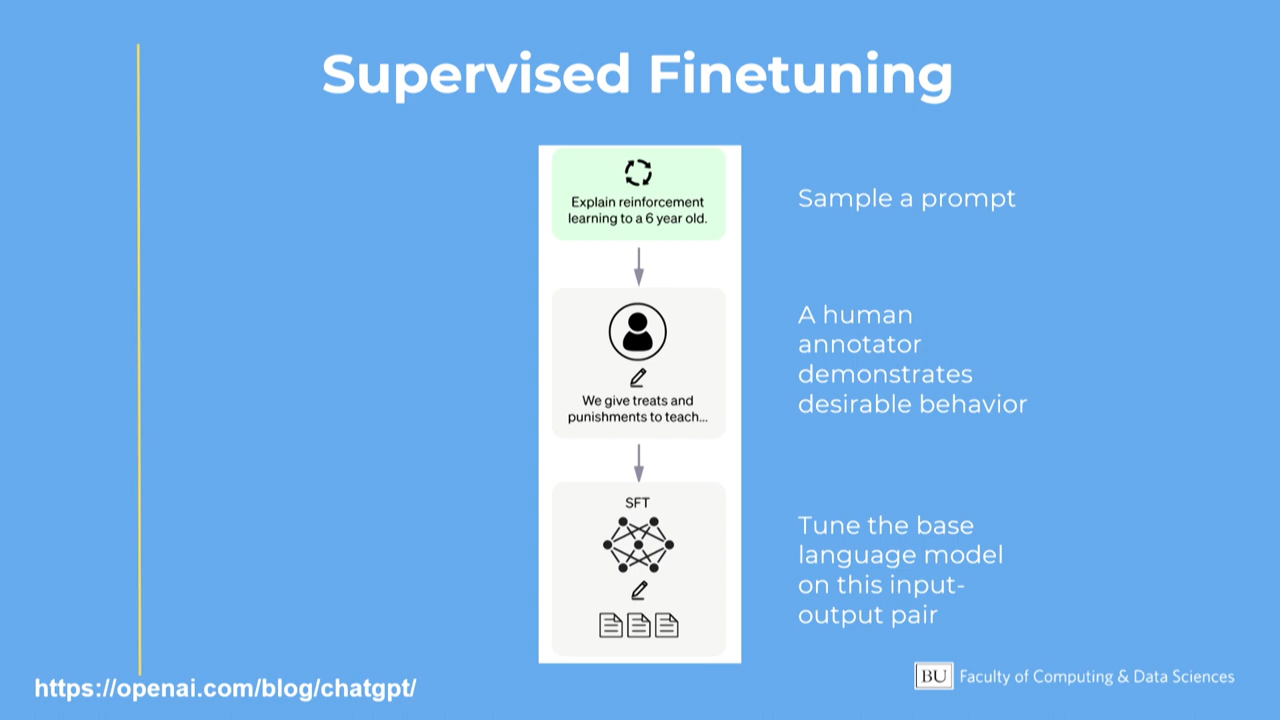 Supervised Finetuning
Explain reinforcement
learning to a 6 year old.
Sample a prompt
We give treats and
punishments to teach...
A human
annotator
demonstrates
desirable behavior
SFT
Tune the base
language model
on this input-
output pair
https://openai.com/blog/chatgpt/
BU Faculty of Computing & Data Sciences